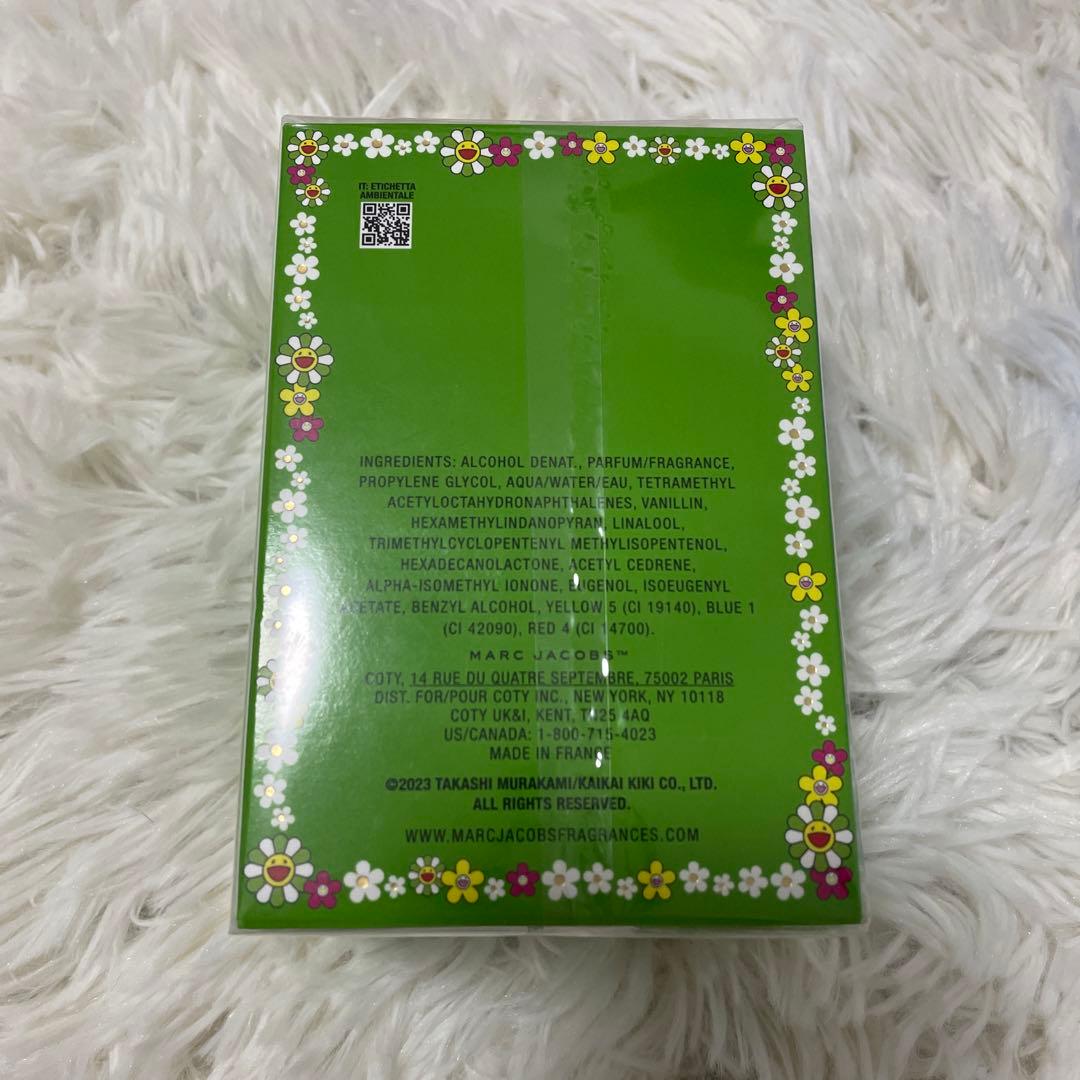 IT: ETICHETTA
AMBIENTALE
INGREDIENTS: ALCOHOL DENAT., PARFUM/FRAGRANCE,
PROPYLENE GLYCOL, AQUA/WATER/EAU, TETRAMETHYL
ACETYLOCTAHYDRONAPHTHALENES, VANILLIN,
HEXAMETHYLINDANOPYRAN, LINALOOL,
TRIMETHYLCYCLOPENTENYL METHYLISOPENTENOL,
HEXADECANOLACTONE, ACETYL CEDRENE,
ALPHA-ISOMETHYL IONONE, EUGENOL, ISOEUGENYL
ACETATE, BENZYL ALCOHOL, YELLOW 5 (CI 19140), BLUE 1
(CI 42090), RED 4 (CI 14700).
MARC JACOBS™
COTY, 14 RUE DU QUATRE SEPTEMBRE, 75002 PARIS
DIST. FOR/POUR COTY INC., NEW YORK, NY 10118
COTY UK&I, KENT, TN25 4AQ
US/CANADA: 1-800-715-4023
MADE IN FRANCE
©2023 TAKASHI MURAKAMI/KAIKAI KIKI CO., LTD.
ALL RIGHTS RESERVED.
WWW.MARCJACOBSFRAGRANCES.COM